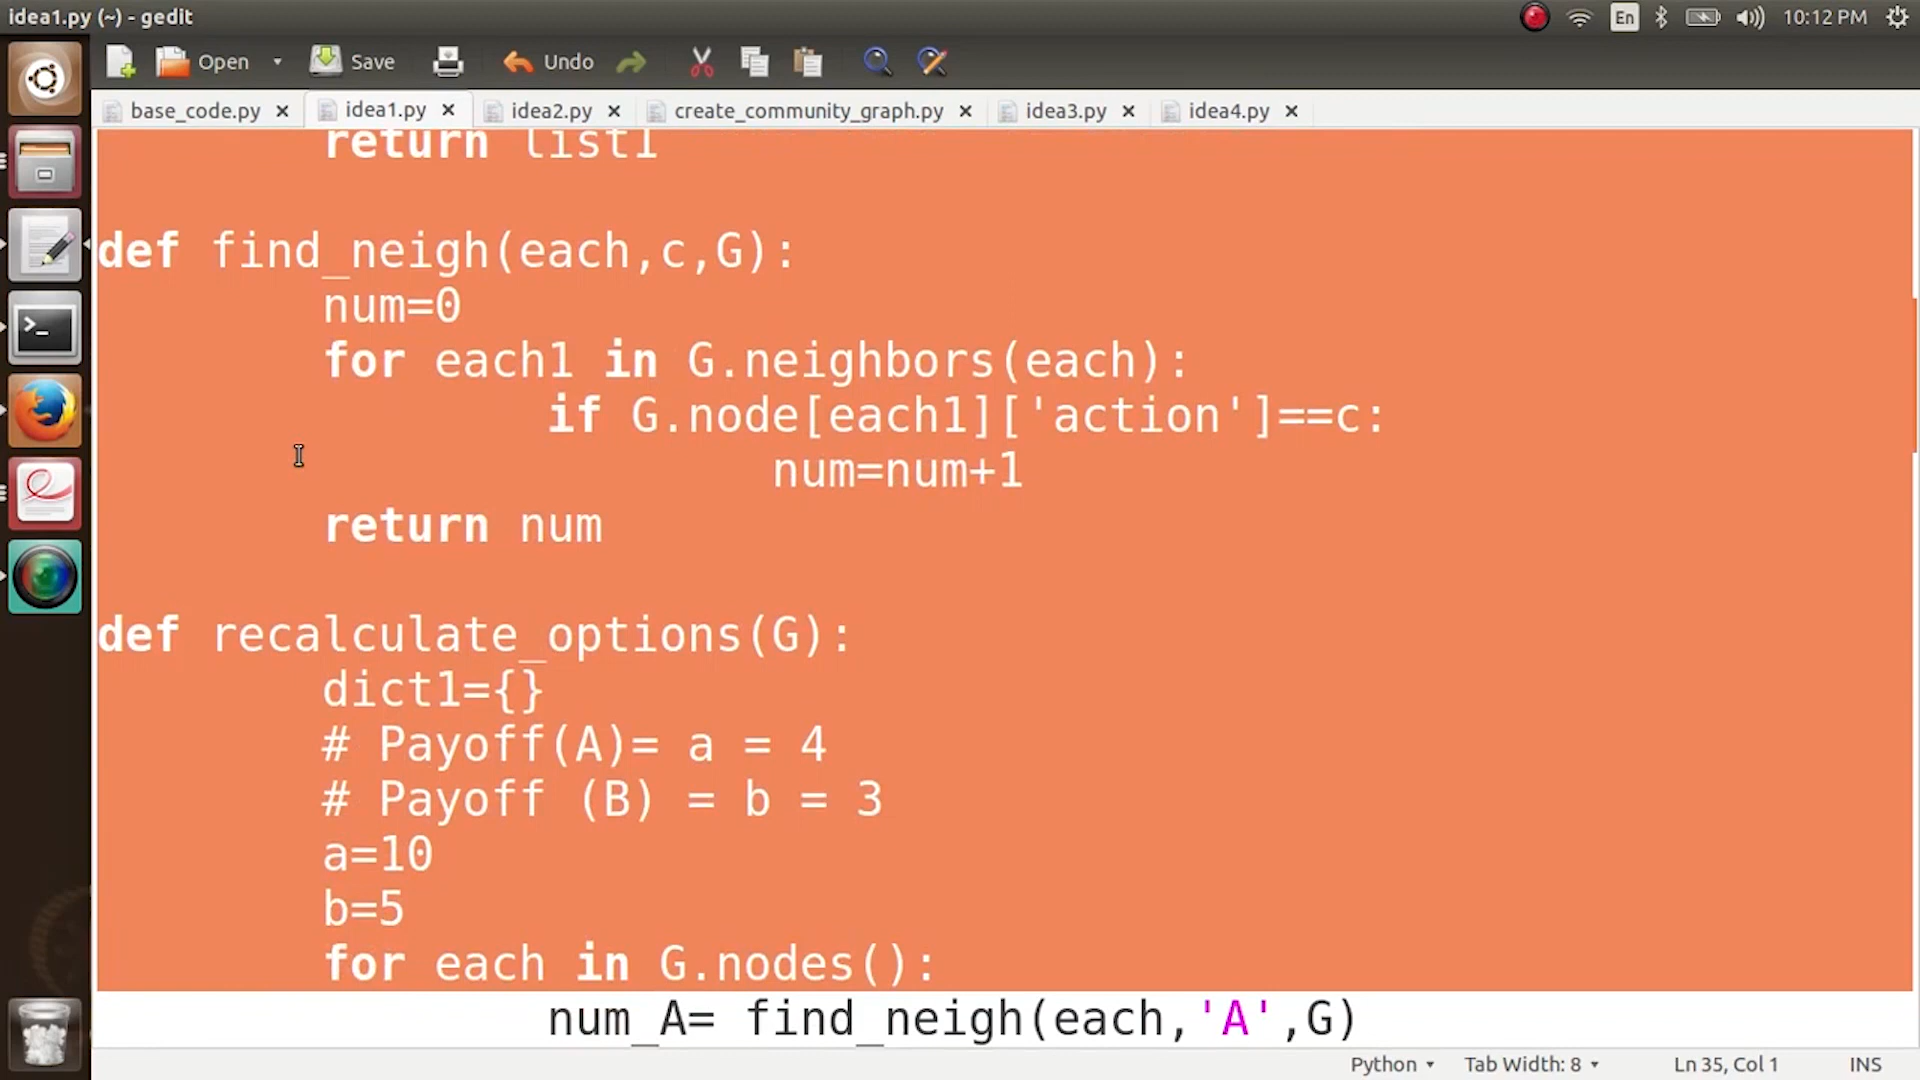 idea1.py (~) - gedit
En
10:12 PM
Open
Save
Undo
base_code.py
idea1.py
idea2.py
create_community_graph.py
idea3.py
idea4.py
return list1
def find_neigh(each,c,G):
num=0
for each1 in G.neighbors(each):
if G.node[each1]['action']==c:
num=num+1
return num
def recalculate_options(G):
dict1={}
# Payoff(A)= a = 4
# Payoff (B) = b = 3
a=10
b=5
for each in G.nodes():
num_A= find_neigh(each,'A',G)
Python
Tab Width: 8
Ln 35, Col 1
INS